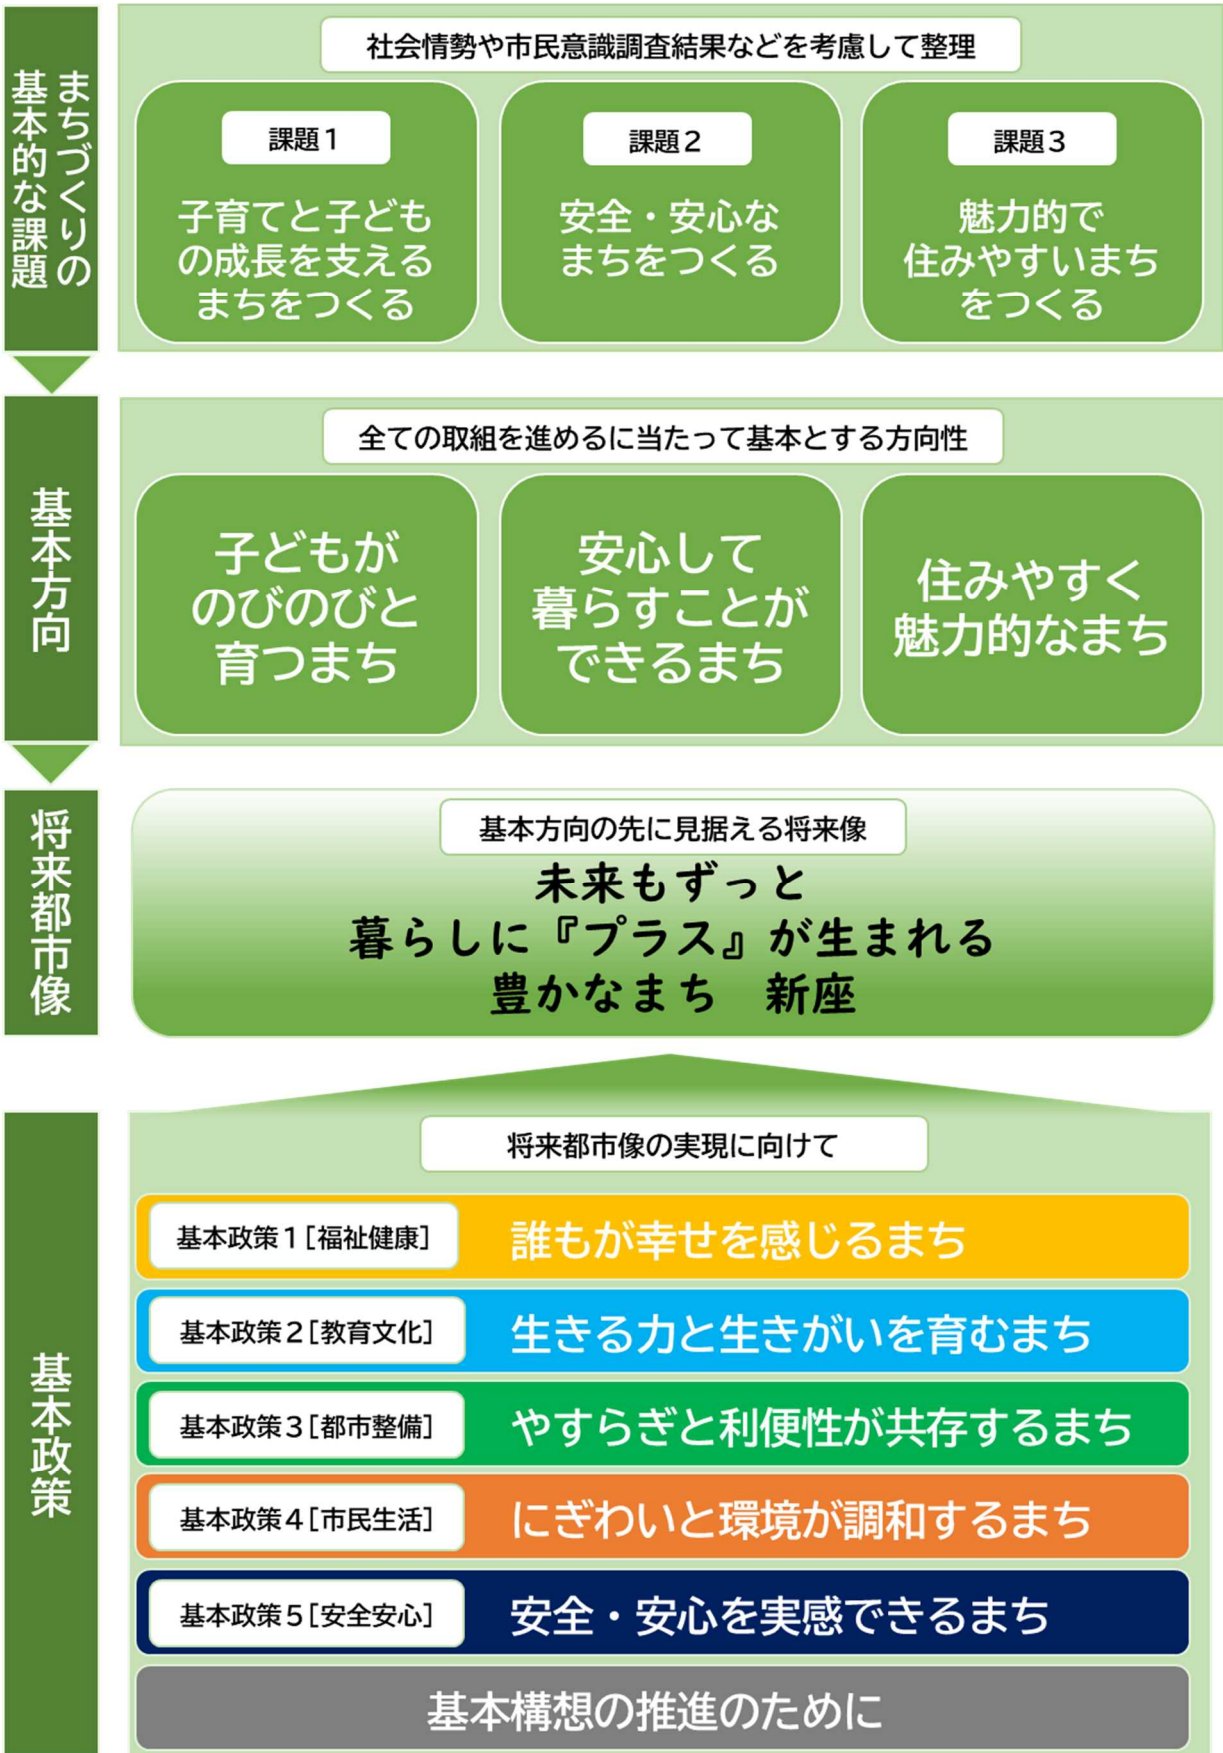 まちづくりの
基本的な課題
社会情勢や市民意識調査結果などを考慮して整理
課題１
子育てと子ども
の成長を支える
まちをつくる
課題２
安全・安心な
まちをつくる
課題３
魅力的で
住みやすいまち
をつくる
基本方向
全ての取組を進めるに当たって基本とする方向性
子どもが
のびのびと
育つまち
安心して
暮らすことが
できるまち
住みやすく
魅力的なまち
将来都市像
基本方向の先に見据える将来像
未来もずっと
暮らしに『プラス』が生まれる
豊かなまち　新座
基本政策
将来都市像の実現に向けて
基本政策１［福祉健康］ 誰もが幸せを感じるまち
基本政策２［教育文化］ 生きる力と生きがいを育むまち
基本政策３［都市整備］ やすらぎと利便性が共存するまち
基本政策４［市民生活］ にぎわいと環境が調和するまち
基本政策５［安全安心］ 安全・安心を実感できるまち
基本構想の推進のために